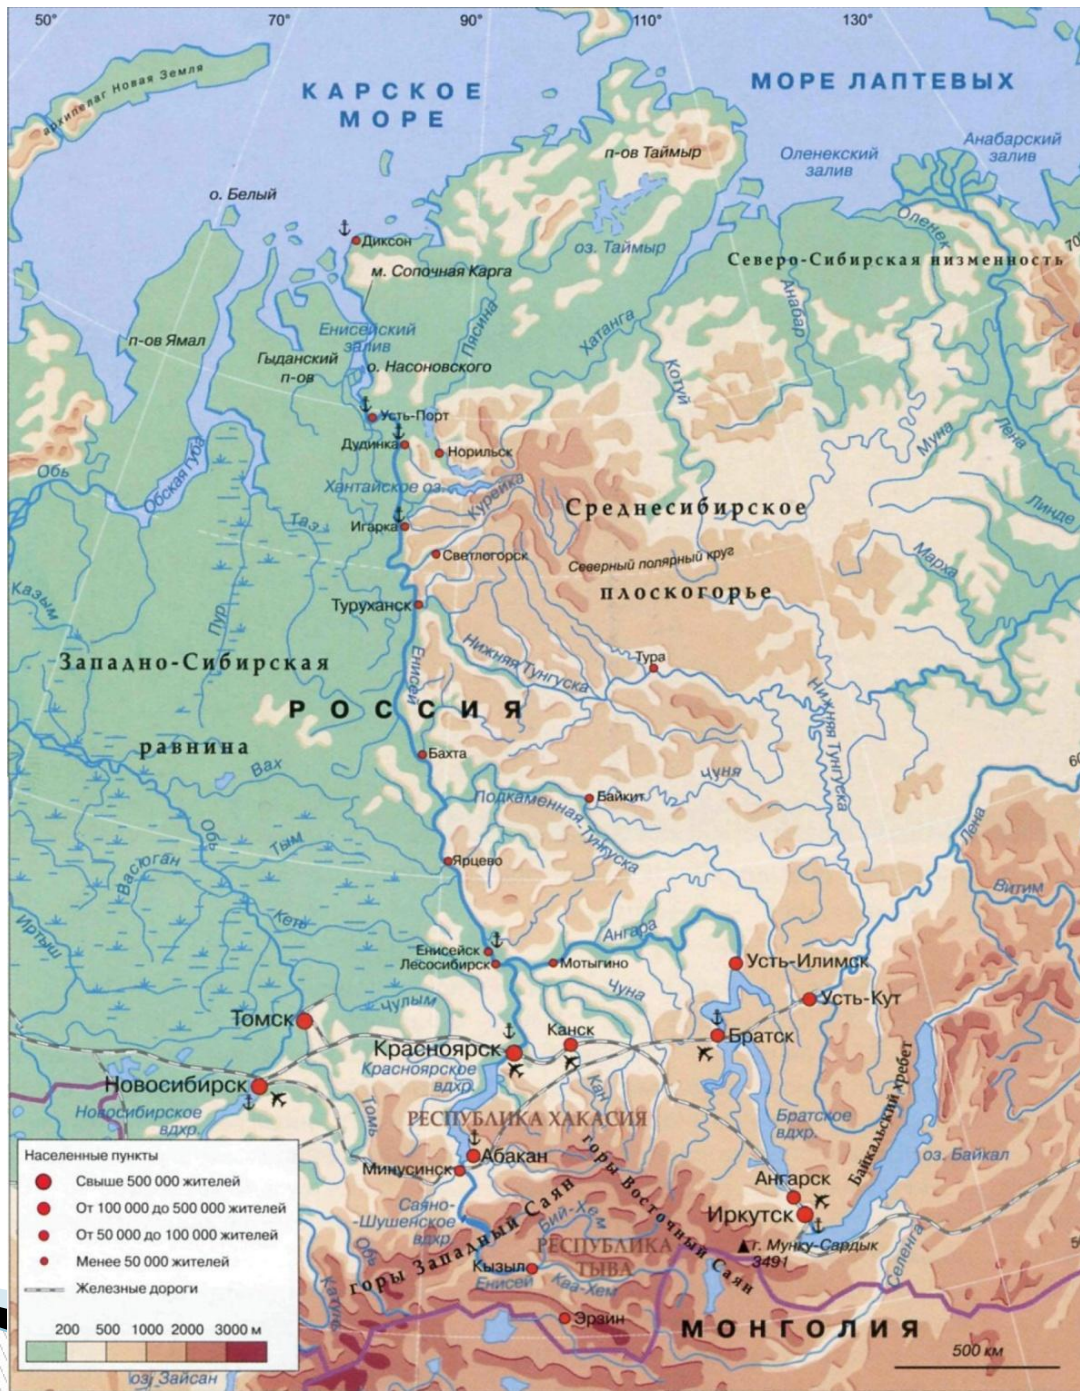 50°
70°
90°
110°
130°
архипелаг Новая Земля
КАРСКОЕ
МОРЕ
МОРЕ ЛАПТЕВЫХ
п-ов Таймыр
Оленекский
залив
Анабарский
залив
о. Белый
Диксон
оз. Таймыр
Оленек
70°
м. Сопочная Карга
Северо-Сибирская низменность
Анабар
Пясина
Хатанга
Енисейский
залив
п-ов Ямал
Гыданский
п-ов
о. Насоновского
Котуй
Усть-Порт
Дудинка
Норильск
Муна
Лена
Обь
Обская губа
Хантайское оз.
Курейка
Среднесибирское
Линде
Таз
Игарка
Светлогорск
Северный полярный круг
Марха
плоскогорье
Казым
Пур
Туруханск
Западно-Сибирская
Енисей
Нижняя Тунгуска
Тура
Нижняя Тунгуска
РОССИЯ
равнина
Бахта
Вах
Чуня
60
Подкаменная-Тунгуска
Байкит
Обь
Тым
Васюган
Ярцево
Лена
Витим
Иртыш
Кеть
Енисейск
Лесосибирск
Ангара
Мотыгино
Усть-Илимск
Чулым
Чуна
Усть-Кут
Томск
Канск
Братск
Красноярск
Красноярское
вдхр.
Новосибирск
Новосибирское
вдхр.
Томь
Кан
РЕСПУБЛИКА ХАКАСИЯ
Братское
вдхр.
Байкальский хребет
оз. Байкал
Абакан
Минусинск
горы Восточный Саян
Ангарск
Иркутск
Саяно-
-Шушенское
вдхр.
Бий-Хем
горы Западный Саян
РЕСПУБЛИКА
ТЫВА
г. Мунку-Сардык
3491
Селенга
Обь
Катунь
Кызыл
Енисей
Каа-Хем
Эрзин
МОНГОЛИЯ
500 км
Населенные пункты
Свыше 500 000 жителей
От 100 000 до 500 000 жителей
От 50 000 до 100 000 жителей
Менее 50 000 жителей
Железные дороги
200 500 1000 2000 3000 м
оз. Зайсан